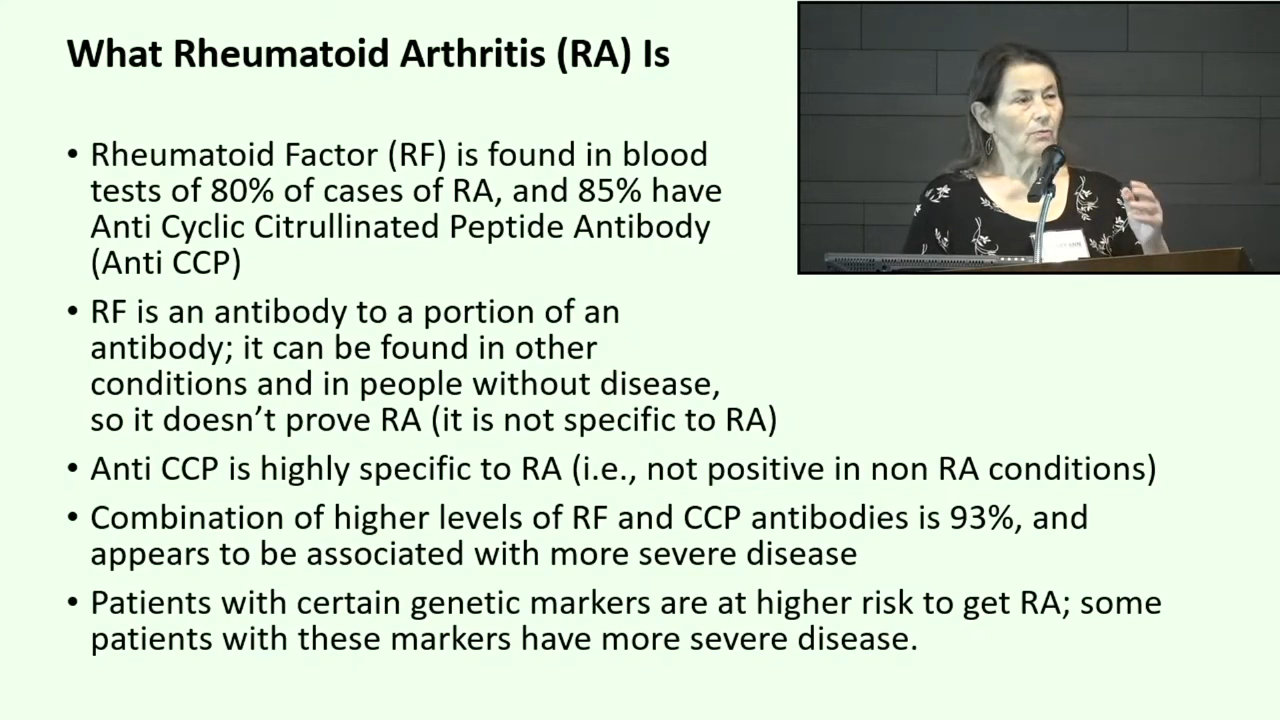 What Rheumatoid Arthritis (RA) Is
• Rheumatoid Factor (RF) is found in blood
tests of 80% of cases of RA, and 85% have
Anti Cyclic Citrullinated Peptide Antibody
(Anti CCP)
• RF is an antibody to a portion of an
antibody; it can be found in other
conditions and in people without disease,
so it doesn’t prove RA (it is not specific to RA)
• Anti CCP is highly specific to RA (i.e., not positive in non RA conditions)
• Combination of higher levels of RF and CCP antibodies is 93%, and
appears to be associated with more severe disease
• Patients with certain genetic markers are at higher risk to get RA; some
patients with these markers have more severe disease.